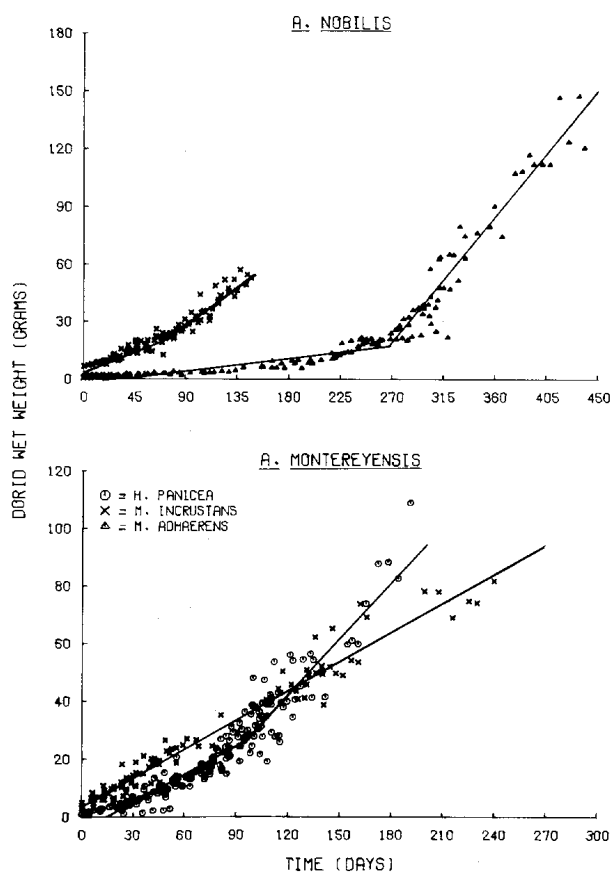 A. NOBILIS
180
150
120
90
60
30
0
0 45 90 135 180 225 270 315 360 405 450
DORID WET WEIGHT (GRAMS)
A. MONTEREYENSIS
120
100
80
60
40
20
0
⊙ = H. PANICEA
× = M. INCRUSTANS
▵ = M. ADHAERENS
0 30 60 90 120 150 180 210 240 270 300
TIME (DAYS)